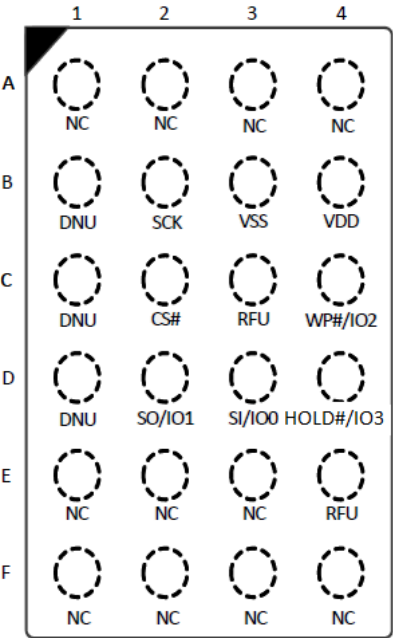 1 2 3 4
A
NC NC NC NC
B
DNU SCK VSS VDD
C
DNU CS# RFU WP#/IO2
D
DNU SO/IO1 SI/IO0 HOLD#/IO3
E
NC NC NC RFU
F
NC NC NC NC